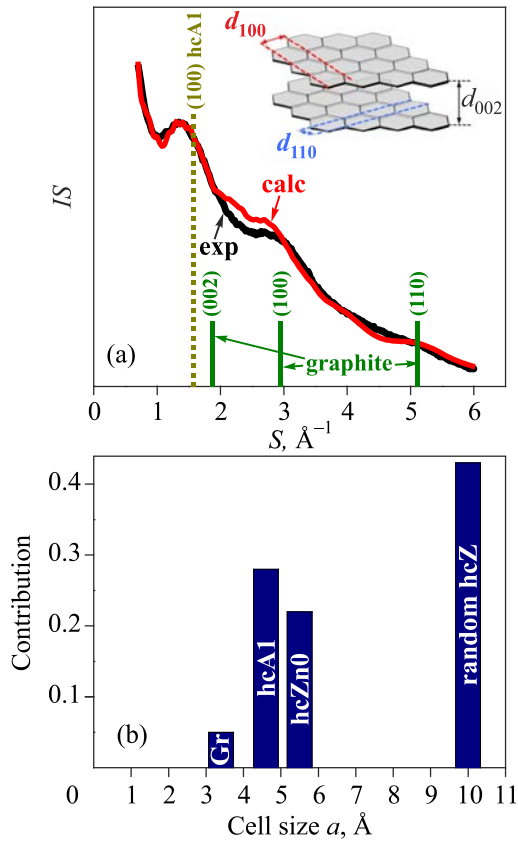 (100) hcA1
d₁₀₀
d₀₀₂
d₁₁₀
IS
calc
exp
(002)
(100)
(110)
(a)
graphite
0 1 2 3 4 5 6
S, Å⁻¹
0.4
0.3
0.2
0.1
Contribution
Gr
hcA1
hcZn0
random hcZ
(b)
0 1 2 3 4 5 6 7 8 9 10 11
Cell size a, Å